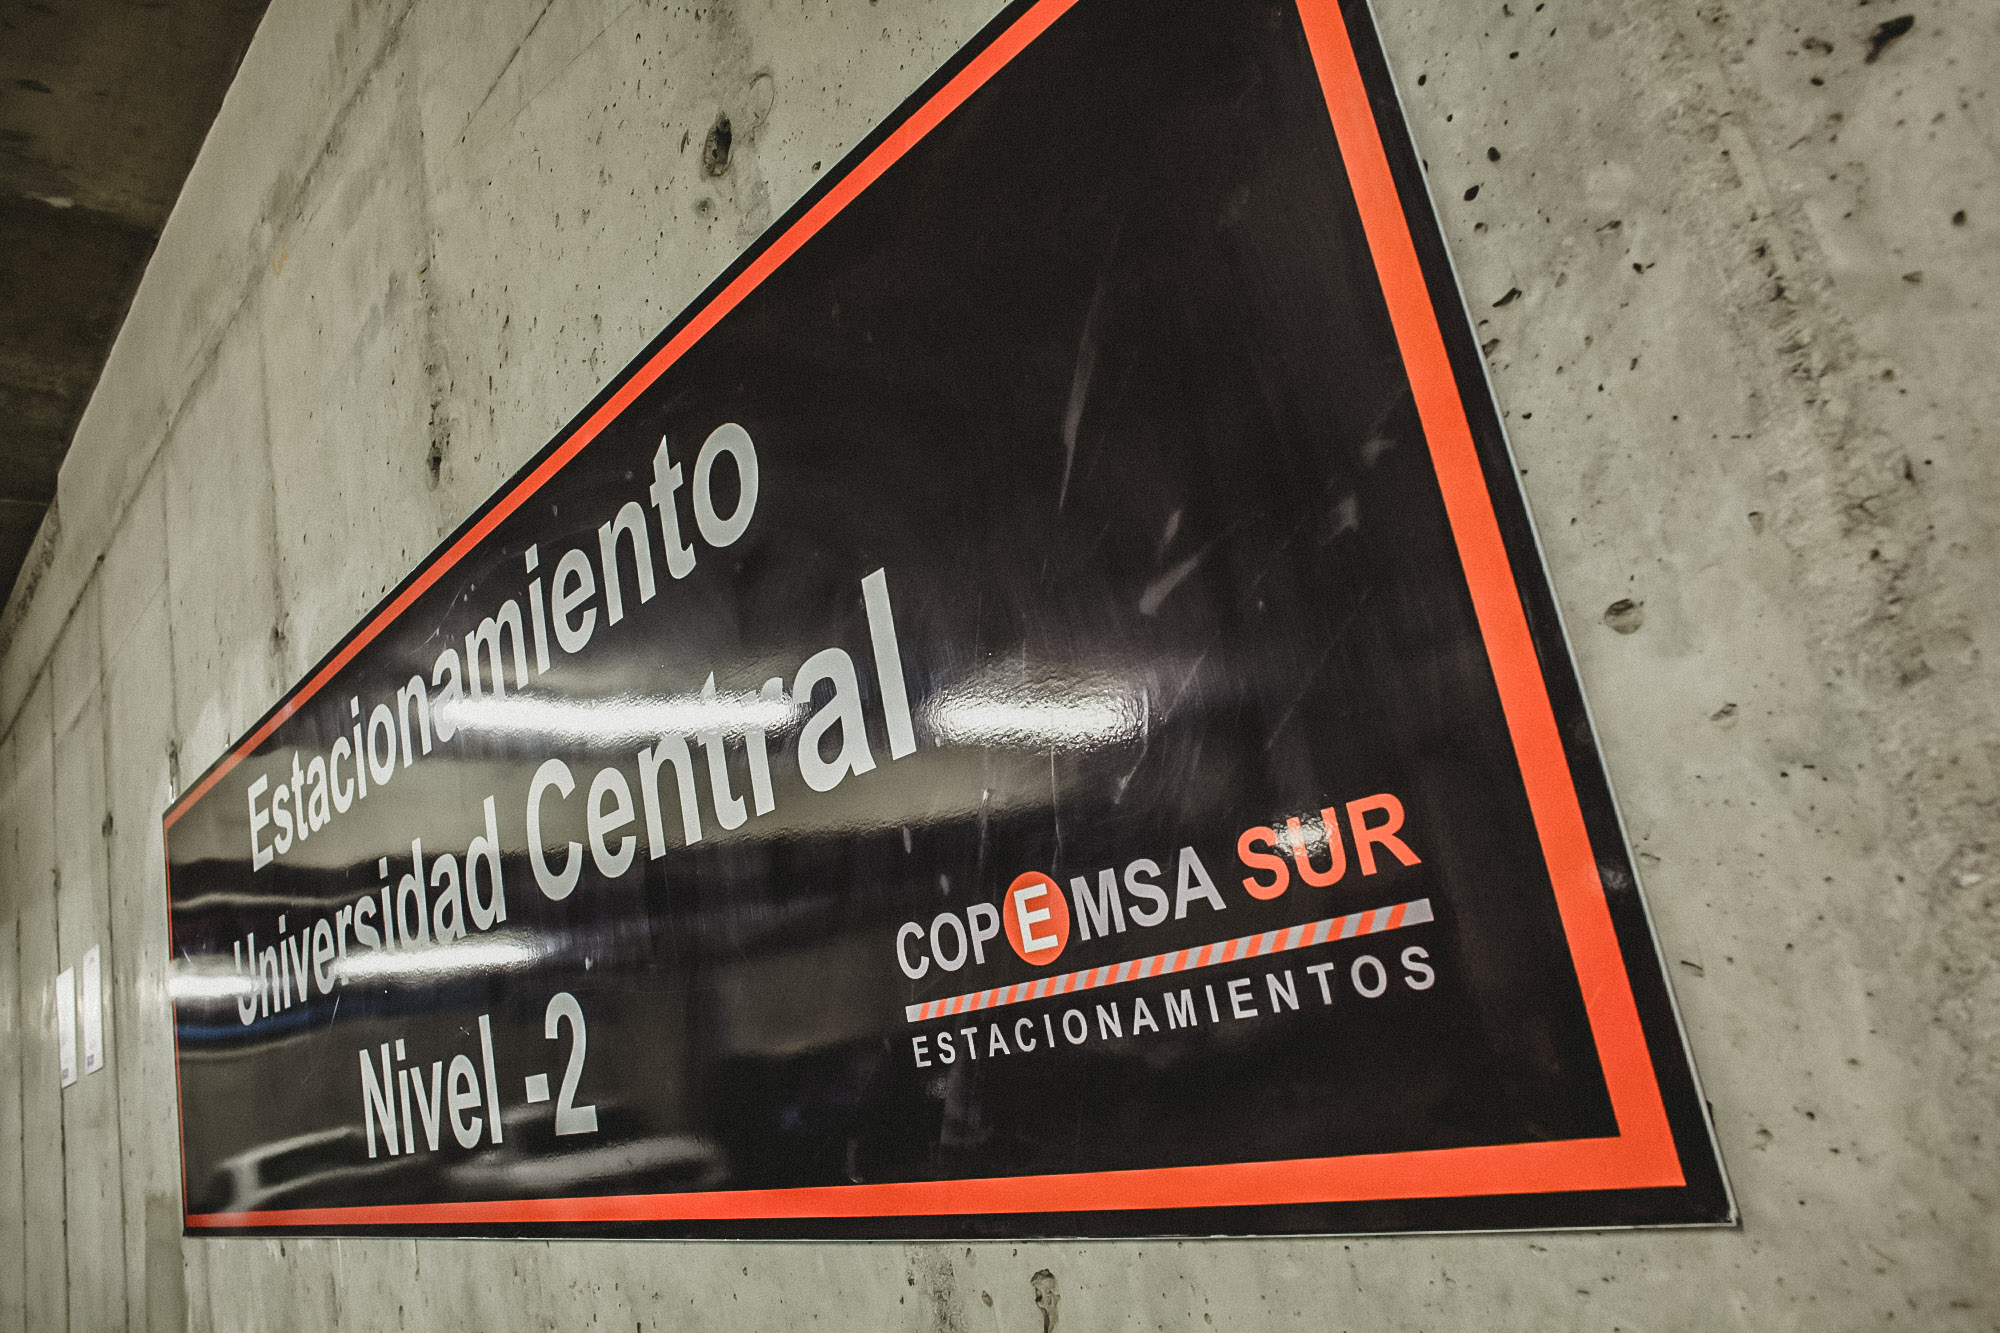 Estacionamiento
Universidad Central
Nivel -2
COPEMSA SUR
ESTACIONAMIENTOS